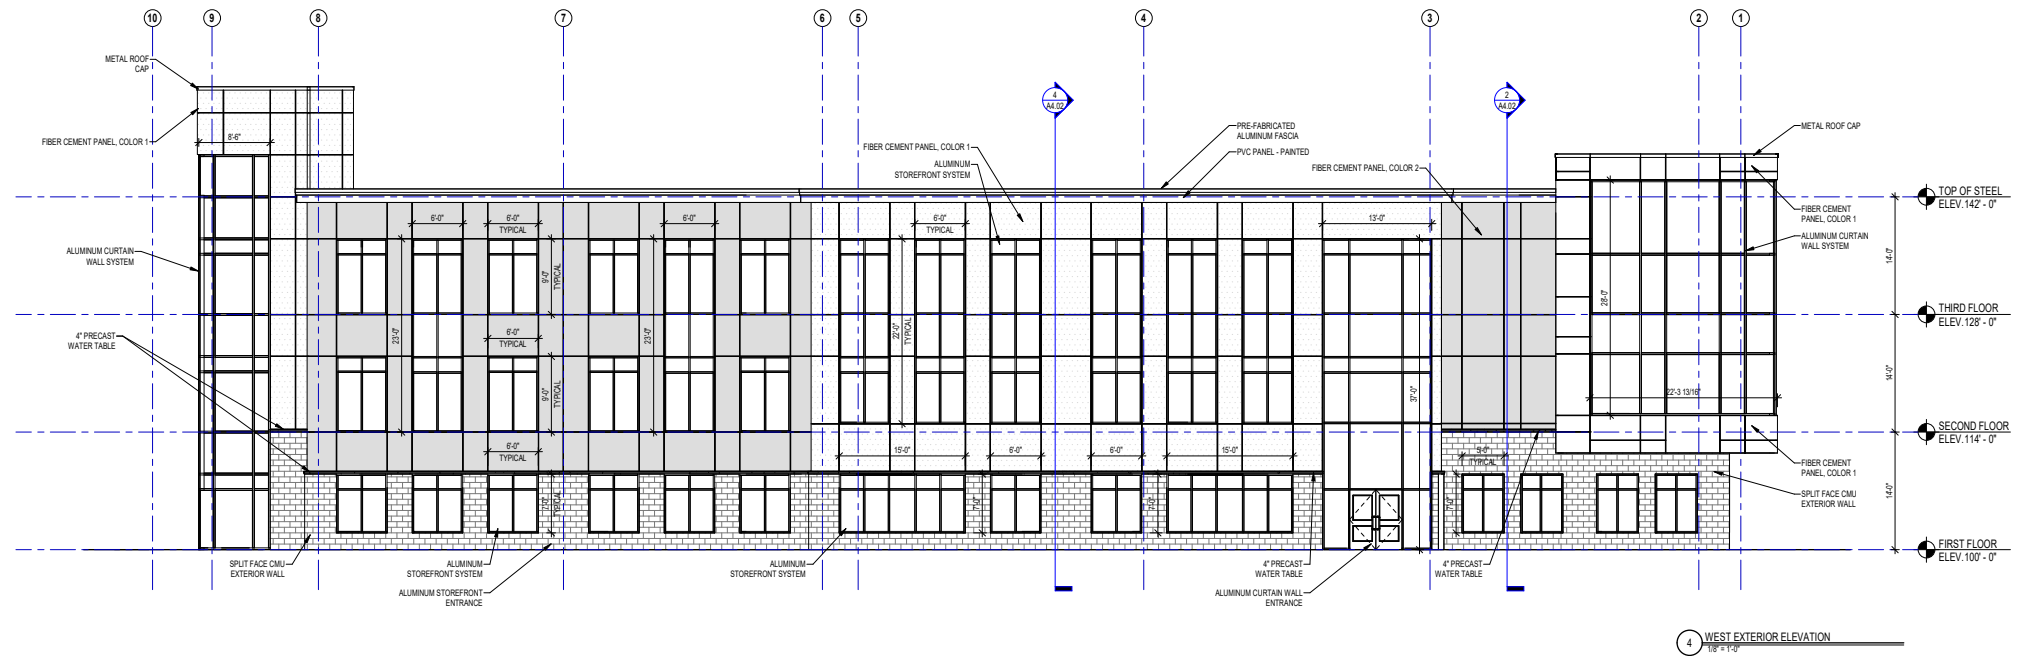 10 9 8 7 6 5 4 3 2 1
METAL ROOF
CAP
FIBER CEMENT PANEL, COLOR 1
8'-6"
ALUMINUM CURTAIN
WALL SYSTEM
4" PRECAST
WATER TABLE
4
A4.02
2
A4.02
PRE-FABRICATED
ALUMINUM FASCIA
PVC PANEL - PAINTED
FIBER CEMENT PANEL, COLOR 1
ALUMINUM
STOREFRONT SYSTEM
FIBER CEMENT PANEL, COLOR 2
METAL ROOF CAP
FIBER CEMENT
PANEL, COLOR 1
ALUMINUM CURTAIN
WALL SYSTEM
TOP OF STEEL
ELEV.142' - 0"
14'-0"
THIRD FLOOR
ELEV.128' - 0"
14'-0"
SECOND FLOOR
ELEV.114' - 0"
14'-0"
FIRST FLOOR
ELEV.100' - 0"
6'-0"
6'-0"
TYPICAL
6'-0"
6'-0"
TYPICAL
13'-0"
23'-0"
9'-0"
TYPICAL
23'-0"
22'-0"
TYPICAL
28'-0"
6'-0"
TYPICAL
9'-0"
TYPICAL
37'-0"
22'-3 13/16"
6'-0"
TYPICAL
15'-0"
6'-0"
6'-0"
15'-0"
5'-0"
TYPICAL
7'-0"
TYPICAL
7'-0"
7'-0"
7'-0"
FIBER CEMENT
PANEL, COLOR 1
SPLIT FACE CMU
EXTERIOR WALL
SPLIT FACE CMU
EXTERIOR WALL
ALUMINUM
STOREFRONT SYSTEM
ALUMINUM STOREFRONT
ENTRANCE
ALUMINUM
STOREFRONT SYSTEM
4" PRECAST
WATER TABLE
ALUMINUM CURTAIN WALL
ENTRANCE
4" PRECAST
WATER TABLE
4
WEST EXTERIOR ELEVATION
1/8" = 1'-0"